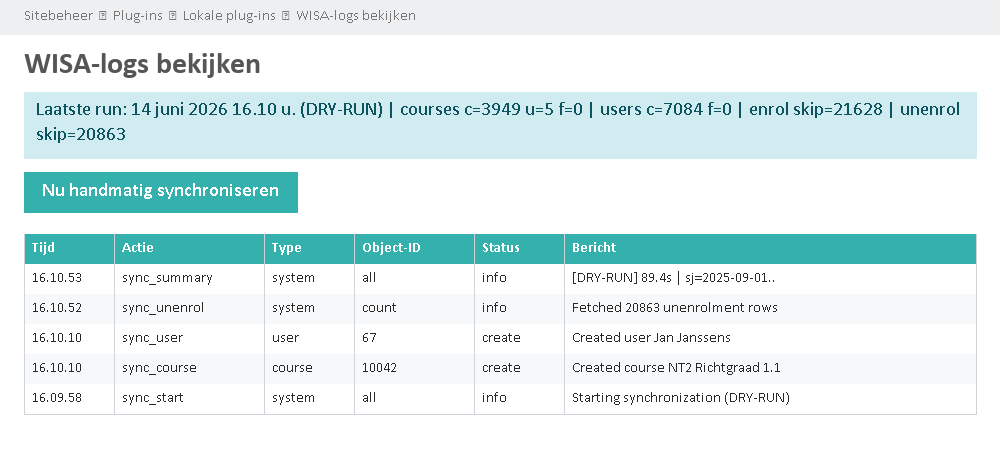 Sitebeheer Plug-ins Lokale plug-ins WISA-logs bekijken
WISA-logs bekijken
Laatste run: 14 juni 2026 16.10 u. (DRY-RUN) | courses c=3949 u=5 f=0 | users c=7084 f=0 | enrol skip=21628 | unenrol
skip=20863
Nu handmatig synchroniseren
Tijd Actie Type Object-ID Status Bericht
16.10.53 sync_summary system all info [DRY-RUN] 89.4s | sj=2025-09-01..
16.10.52 sync_unenrol system count info Fetched 20863 unenrolment rows
16.10.10 sync_user user 67 create Created user Jan Janssens
16.10.10 sync_course course 10042 create Created course NT2 Richtgraad 1.1
16.09.58 sync_start system all info Starting synchronization (DRY-RUN)